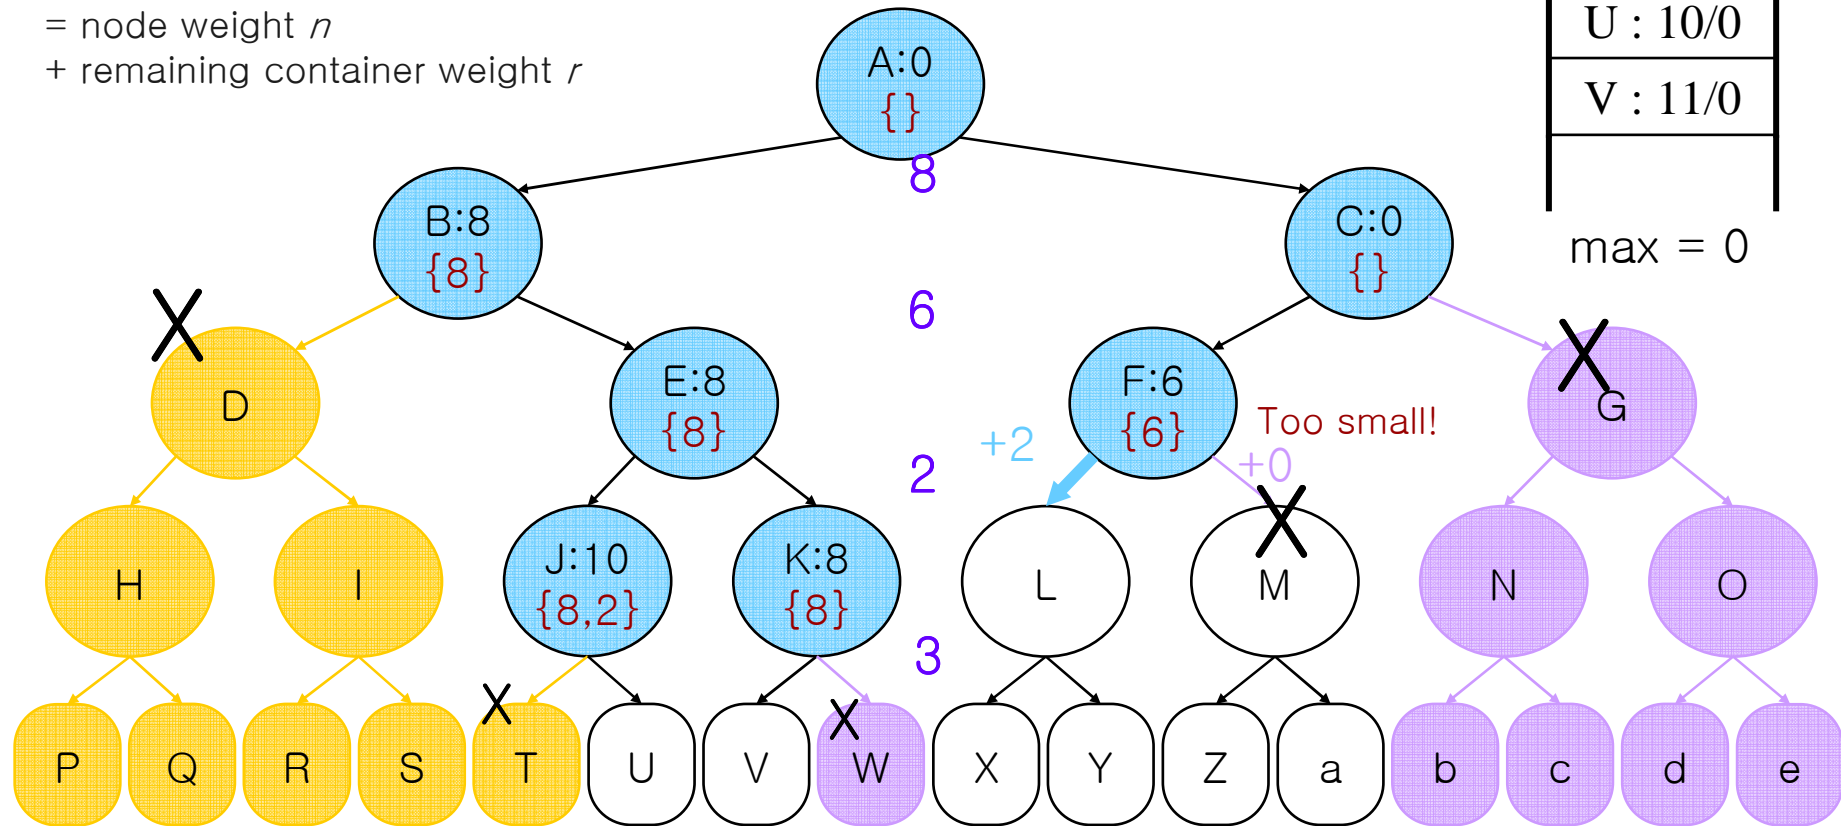 = node weight n
+ remaining container weight r
U : 10/0
V : 11/0
max = 0
A:0
{}
8
B:8
{8}
C:0
{}
6
X
D
E:8
{8}
F:6
{6}
Too small!
X
G
+2
+0
2
H
I
J:10
{8,2}
K:8
{8}
L
X
M
N
O
3
P
Q
R
S
X
T
U
V
X
W
X
Y
Z
a
b
c
d
e